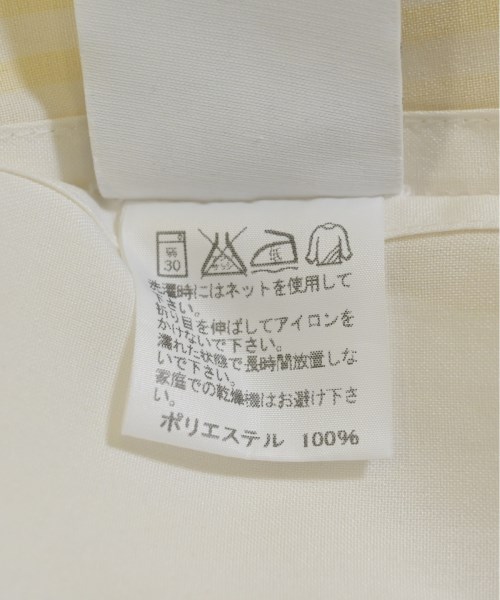 弱
30
低
洗濯時にはネットを使用して
下さい。
折り目を伸ばしてアイロンを
かけないで下さい。
濡れた状態で長時間放置しな
いで下さい。
家庭での乾燥機はお避け下さ
い。
ポリエステル 100%